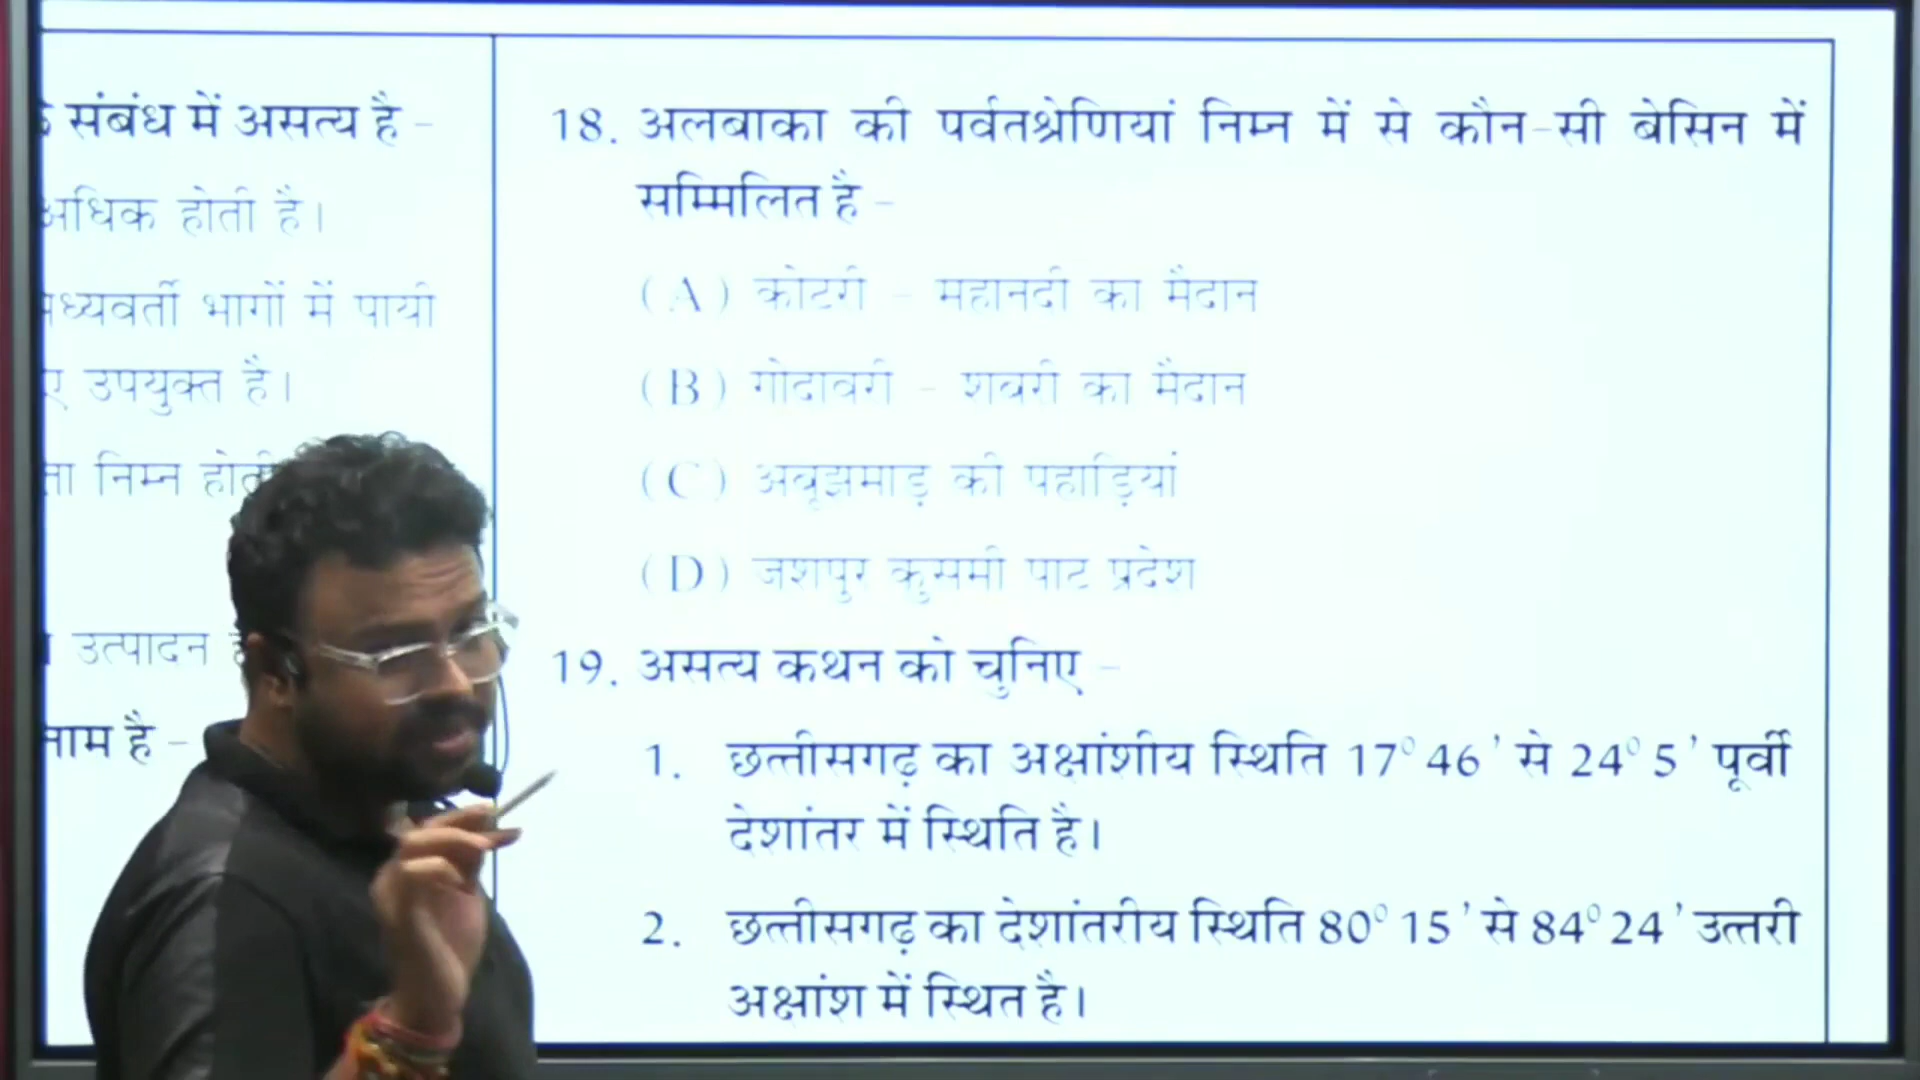 संबंध में असत्य है -
अधिक होती है।
मध्यवर्ती भागों में पायी
उपयुक्त है।
निम्न होती
उत्पादन
नाम है -
18. अलबाका की पर्वतश्रेणियां निम्न में से कौन-सी बेसिन में
सम्मिलित है -
(A) कोटरी - महानदी का मैदान
(B) गोदावरी - शबरी का मैदान
(C) अबूझमाड़ की पहाड़ियां
(D) जशपुर कुसमी पाट प्रदेश
19. असत्य कथन को चुनिए -
1. छत्तीसगढ़ का अक्षांशीय स्थिति 17° 46 ' से 24° 5 ' पूर्वी
देशांतर में स्थिति है।
2. छत्तीसगढ़ का देशांतरीय स्थिति 80° 15 ' से 84° 24 ' उत्तरी
अक्षांश में स्थित है।